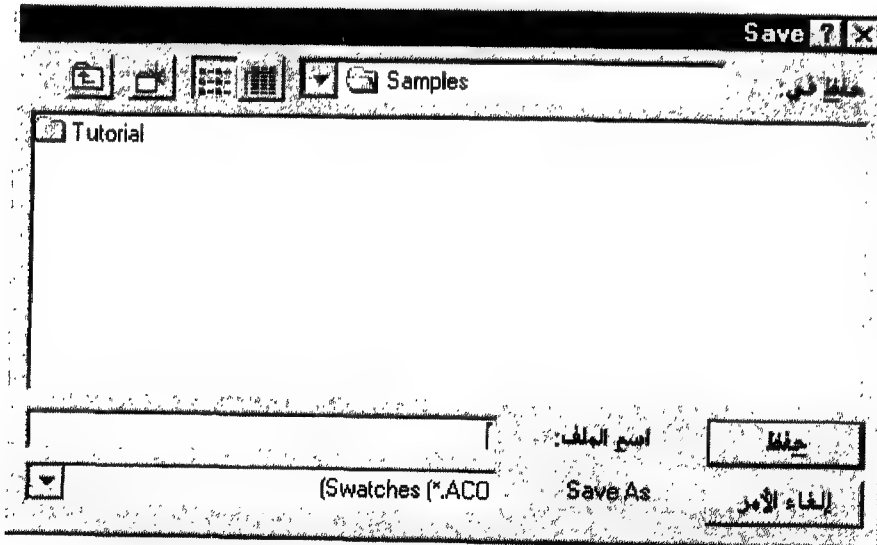 Save
حفظ في: Samples
Tutorial
اسم الملف: حفظ
(Swatches (*.ACO Save As إلغاء الأمر